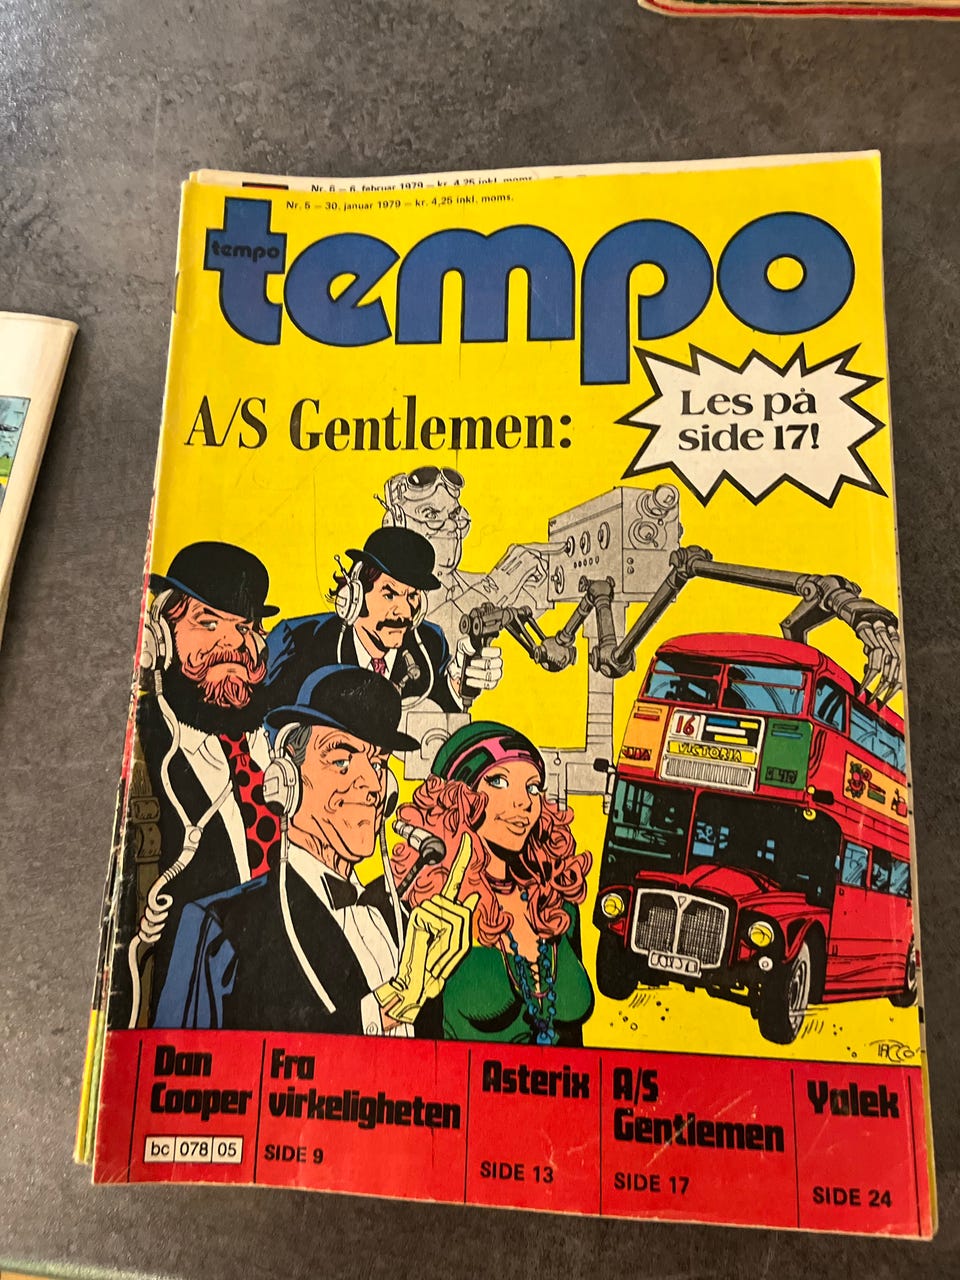 Nr. 6 – 6. februar 1979 – kr. 4,25 inkl. moms.
Nr. 5 – 30. januar 1979 – kr. 4,25 inkl. moms.
tempo
tempo
A/S Gentlemen:
Les på
side 17!
16
VICTORIA
Dan
Cooper
bc 078 05
Fra
virkeligheten
SIDE 9
Asterix
SIDE 13
A/S
Gentlemen
SIDE 17
Yalek
SIDE 24